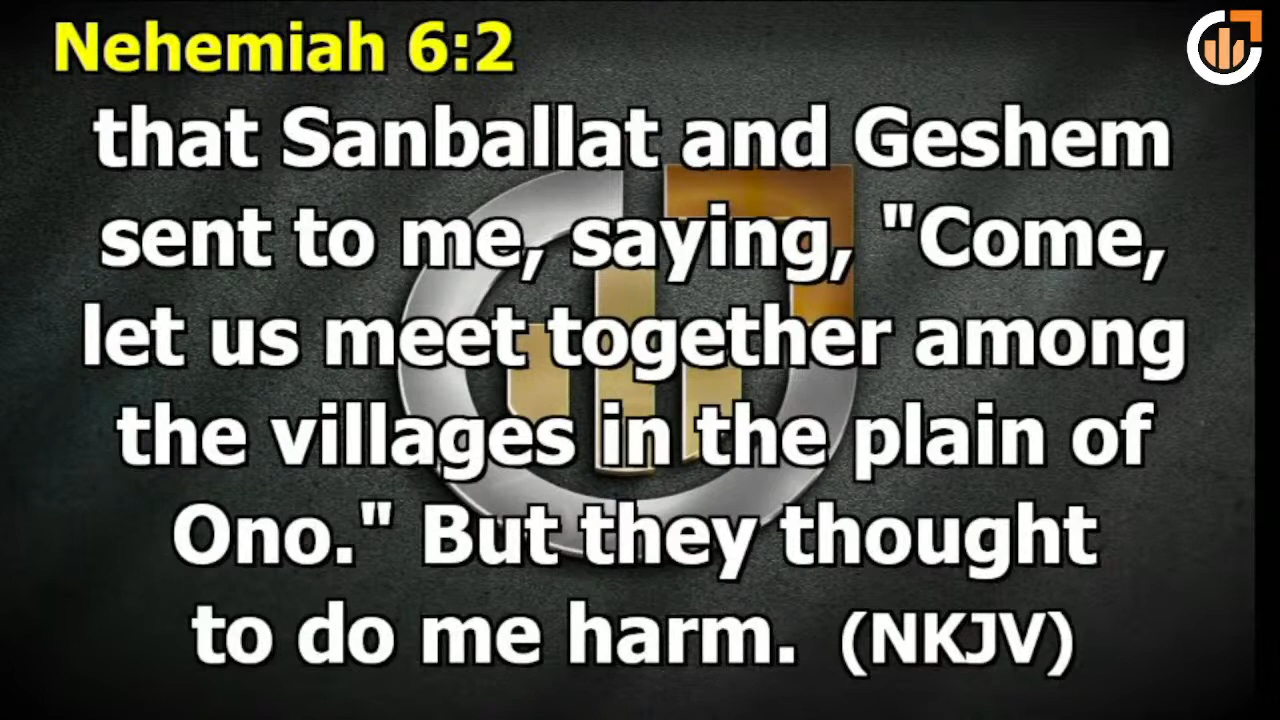 Nehemiah 6:2
that Sanballat and Geshem
sent to me, saying, "Come,
let us meet together among
the villages in the plain of
Ono." But they thought
to do me harm. (NKJV)